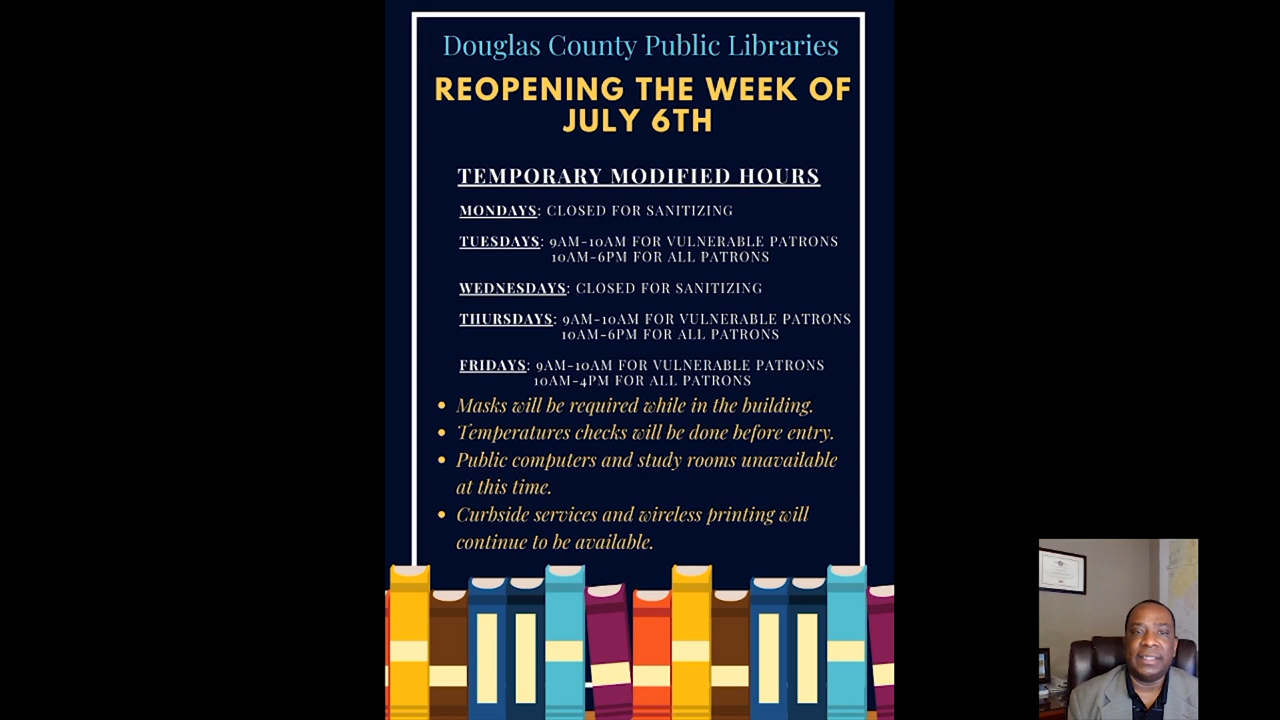 Douglas County Public Libraries
REOPENING THE WEEK OF
JULY 6TH
TEMPORARY MODIFIED HOURS
MONDAYS: CLOSED FOR SANITIZING
TUESDAYS: 9AM-10AM FOR VULNERABLE PATRONS
10AM-6PM FOR ALL PATRONS
WEDNESDAYS: CLOSED FOR SANITIZING
THURSDAYS: 9AM-10AM FOR VULNERABLE PATRONS
10AM-6PM FOR ALL PATRONS
FRIDAYS: 9AM-10AM FOR VULNERABLE PATRONS
10AM-4PM FOR ALL PATRONS
• Masks will be required while in the building.
• Temperatures checks will be done before entry.
• Public computers and study rooms unavailable
at this time.
• Curbside services and wireless printing will
continue to be available.